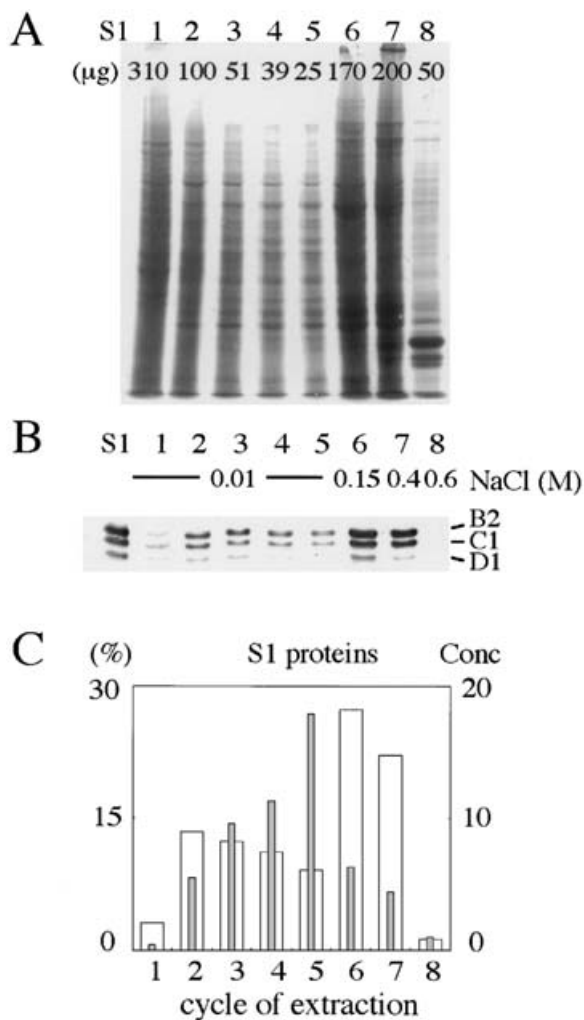 A
S1 1 2 3 4 5 6 7 8
(μg) 310 100 51 39 25 170 200 50
B
S1 1 2 3 4 5 6 7 8
0.01 0.15 0.4 0.6 NaCl (M)
B2
C1
D1
C
(%) S1 proteins Conc
30 20
15 10
0 0
1 2 3 4 5 6 7 8
cycle of extraction